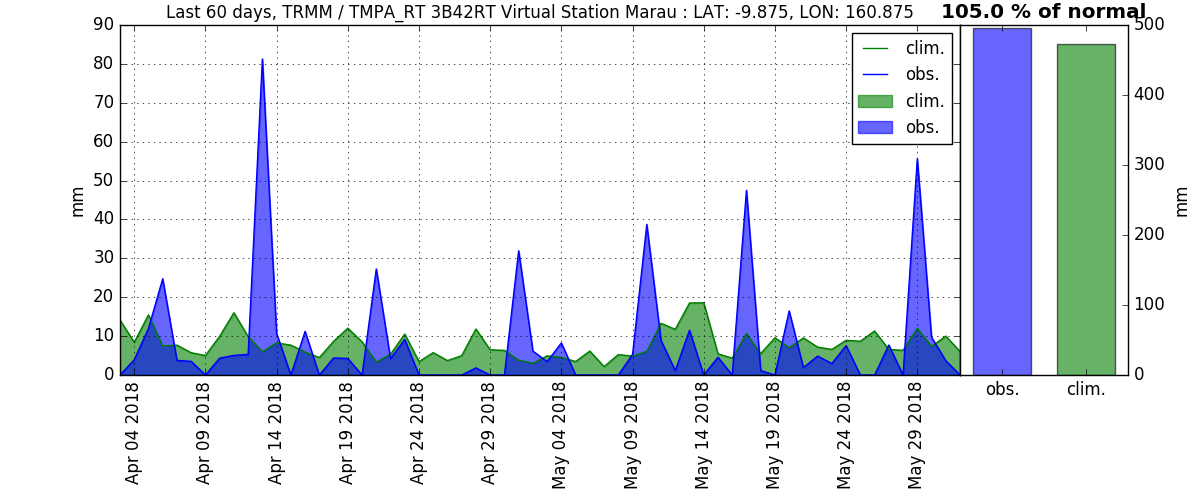 Last 60 days, TRMM / TMPA_RT 3B42RT Virtual Station Marau : LAT: -9.875, LON: 160.875
105.0 % of normal
90
80
70
60
50
40
30
20
10
0
mm
clim.
obs.
clim.
obs.
Apr 04 2018
Apr 09 2018
Apr 14 2018
Apr 19 2018
Apr 24 2018
Apr 29 2018
May 04 2018
May 09 2018
May 14 2018
May 19 2018
May 24 2018
May 29 2018
500
400
300
200
100
0
mm
obs.
clim.